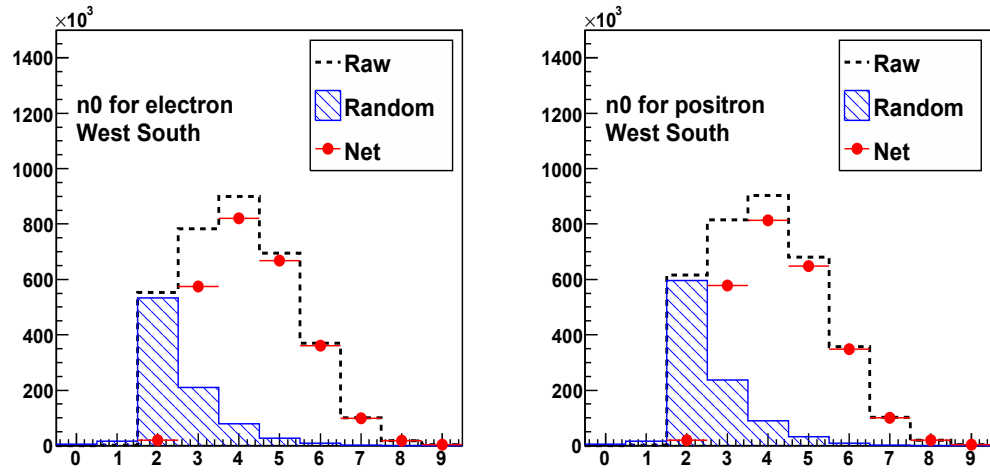 ×10³
1400
1200
1000
800
600
400
200
0
0 1 2 3 4 5 6 7 8 9
n0 for electron
West South
Raw
Random
Net
×10³
1400
1200
1000
800
600
400
200
0
0 1 2 3 4 5 6 7 8 9
n0 for positron
West South
Raw
Random
Net